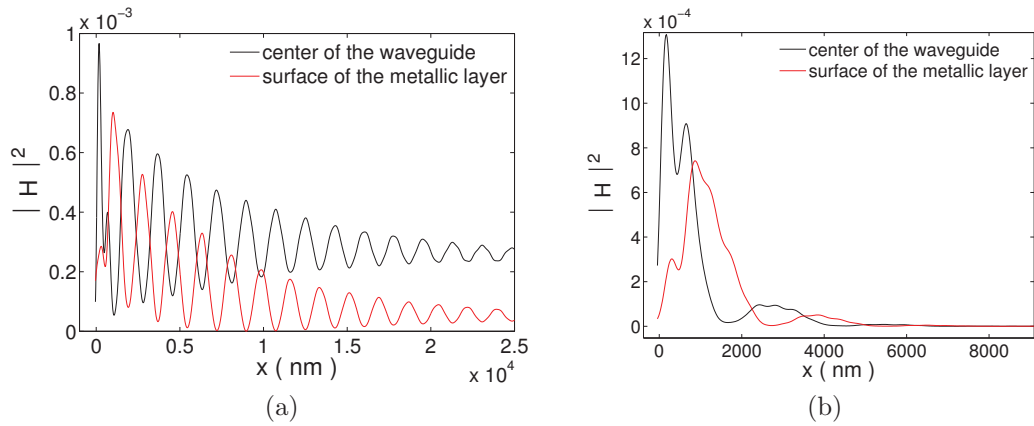 x 10⁻³
1
0.8
0.6
0.4
0.2
0
| H |²
center of the waveguide
surface of the metallic layer
0 0.5 1 1.5 2 2.5
x ( nm )
x 10⁴
(a)
x 10⁻⁴
12
10
8
6
4
2
0
| H |²
center of the waveguide
surface of the metallic layer
0 2000 4000 6000 8000
x ( nm )
(b)